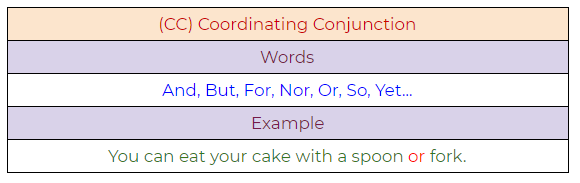 (CC) Coordinating Conjunction
Words
And, But, For, Nor, Or, So, Yet...
Example
You can eat your cake with a spoon or fork.